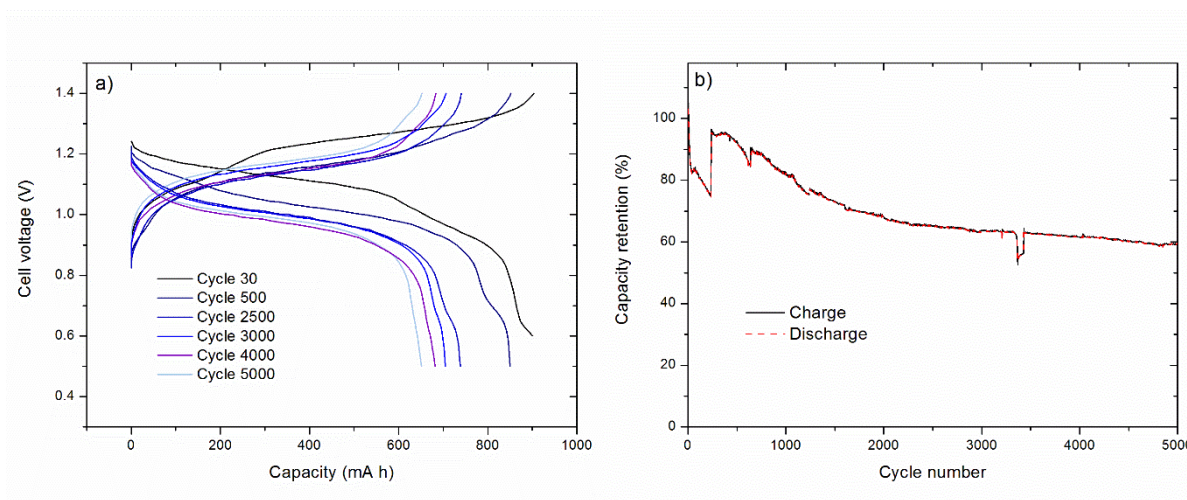 a)
1.4
1.2
1.0
0.8
0.6
0.4
Cell voltage (V)
Cycle 30
Cycle 500
Cycle 2500
Cycle 3000
Cycle 4000
Cycle 5000
0
200
400
600
800
1000
Capacity (mA h)
b)
100
80
60
40
20
0
Capacity retention (%)
Charge
Discharge
0
1000
2000
3000
4000
5000
Cycle number